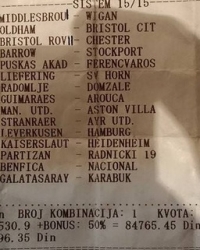 SISTEM 15/15
MIDDLESBROU - WIGAN
OLDHAM - BRISTOL CIT
BRISTOL ROVE- CHESTER
BARROW - STOCKPORT
PUSKAS AKAD - FERENCVAROS
LIEFERING - SV HORN
RADOMLJE - DOMZALE
GUIMARAES - AROUCA
MAN. UTD. - ASTON VILLA
STRANRAER - AYR UTD.
LEVERKUSEN - HAMBURG
KAISERSLAUT - HEIDENHEIM
PARTIZAN - RADNICKI 19
BENFICA - NACIONAL
GALATASARAY - KARABUK
BROJ KOMBINACIJA: 1 KVOTA:
530.9 +BONUS: 60% = 84765.45 Din
96.35 Din